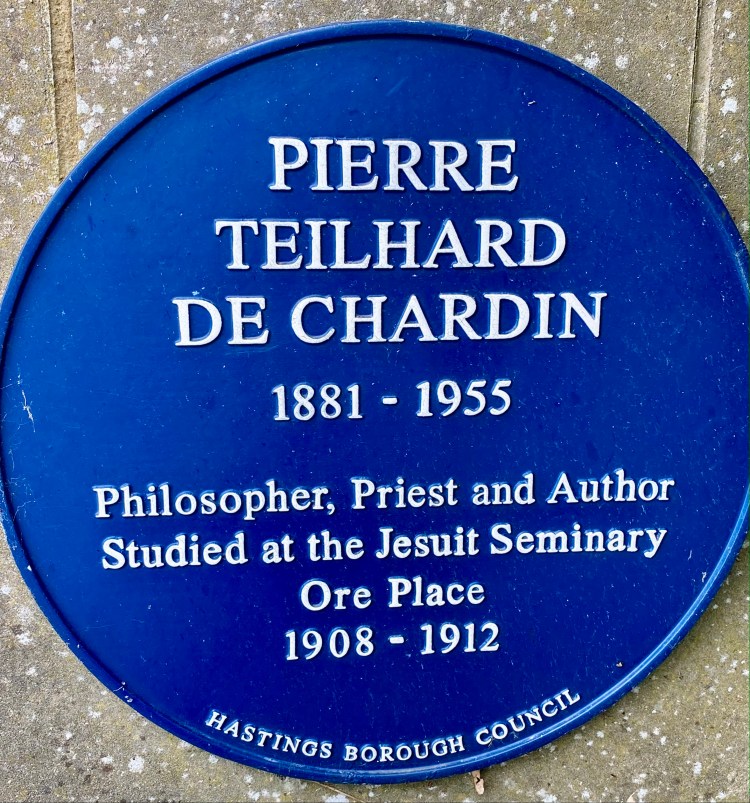 PIERRE
TEILHARD
DE CHARDIN
1881 - 1955
Philosopher, Priest and Author
Studied at the Jesuit Seminary
Ore Place
1908 - 1912
HASTINGS BOROUGH COUNCIL